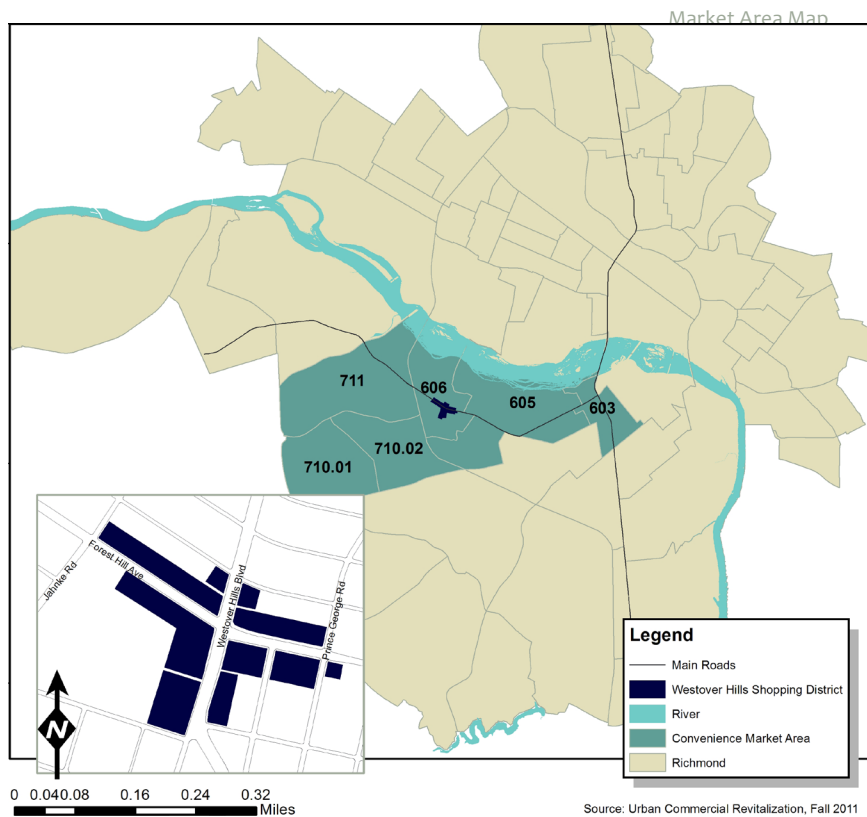 Market Area Map
711
606
605
603
710.02
710.01
Forest Hill Ave
Jahnke Rd
Westover Hills Blvd
Prince George Rd
N
Legend
Main Roads
Westover Hills Shopping District
River
Convenience Market Area
Richmond
0 0.040.08 0.16 0.24 0.32
Miles
Source: Urban Commercial Revitalization, Fall 2011